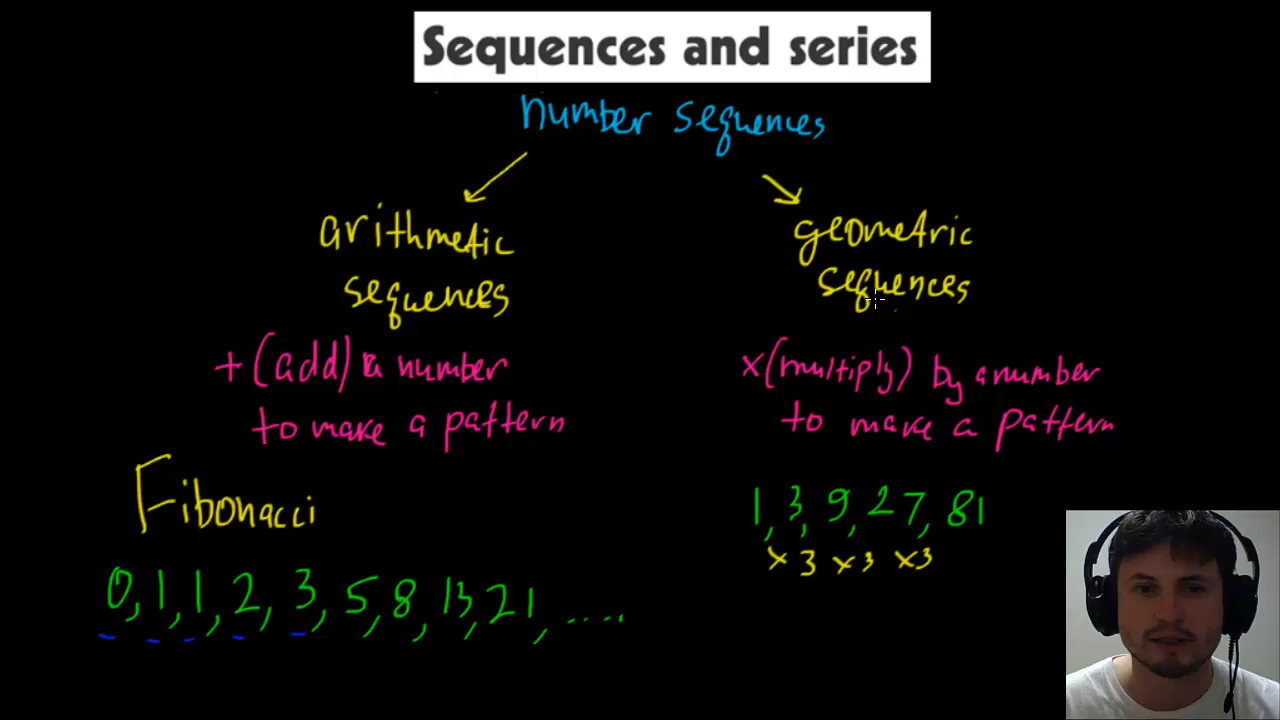 Sequences and series
number sequences
arithmetic
sequences
geometric
sequences
+(add) a number
to make a pattern
x(multiply) by a number
to make a pattern
Fibonacci
0, 1, 1, 2, 3, 5, 8, 13, 21, ....
1, 3, 9, 27, 81
x3 x3 x3